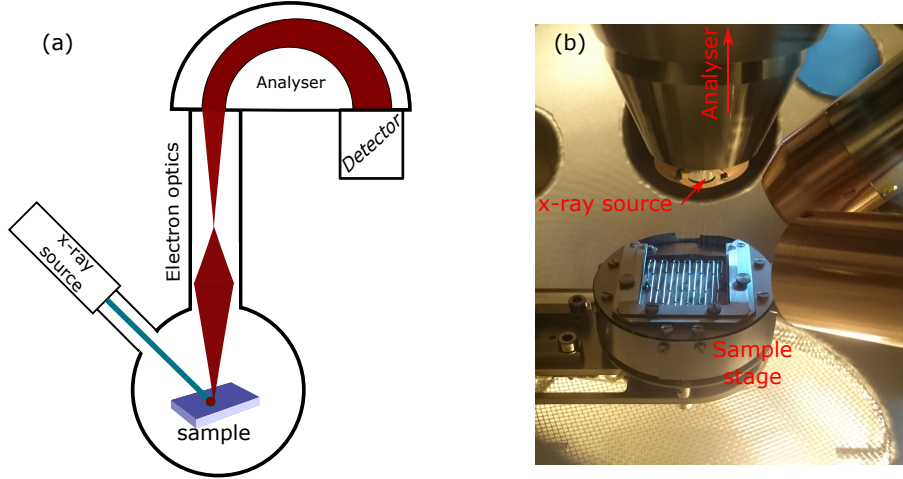 (a)
Analyser
Detector
Electron optics
x-ray
source
sample
(b)
Analyser
x-ray source
Sample
stage